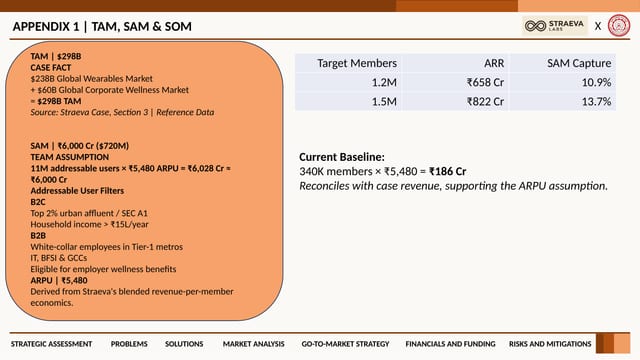 APPENDIX 1 | TAM, SAM & SOM
STRAEVA
LABS
X
TAM | $298B
CASE FACT
$238B Global Wearables Market
+ $60B Global Corporate Wellness Market
= $298B TAM
Source: Straeva Case, Section 3 | Reference Data
SAM | ₹6,000 Cr ($720M)
TEAM ASSUMPTION
11M addressable users × ₹5,480 ARPU = ₹6,028 Cr ≈
₹6,000 Cr
Addressable User Filters
B2C
Top 2% urban affluent / SEC A1
Household income > ₹15L/year
B2B
White-collar employees in Tier-1 metros
IT, BFSI & GCCs
Eligible for employer wellness benefits
ARPU | ₹5,480
Derived from Straeva's blended revenue-per-member
economics.
Target Members ARR SAM Capture
1.2M ₹658 Cr 10.9%
1.5M ₹822 Cr 13.7%
Current Baseline:
340K members × ₹5,480 = ₹186 Cr
Reconciles with case revenue, supporting the ARPU assumption.
STRATEGIC ASSESSMENT PROBLEMS SOLUTIONS MARKET ANALYSIS GO-TO-MARKET STRATEGY FINANCIALS AND FUNDING RISKS AND MITIGATIONS